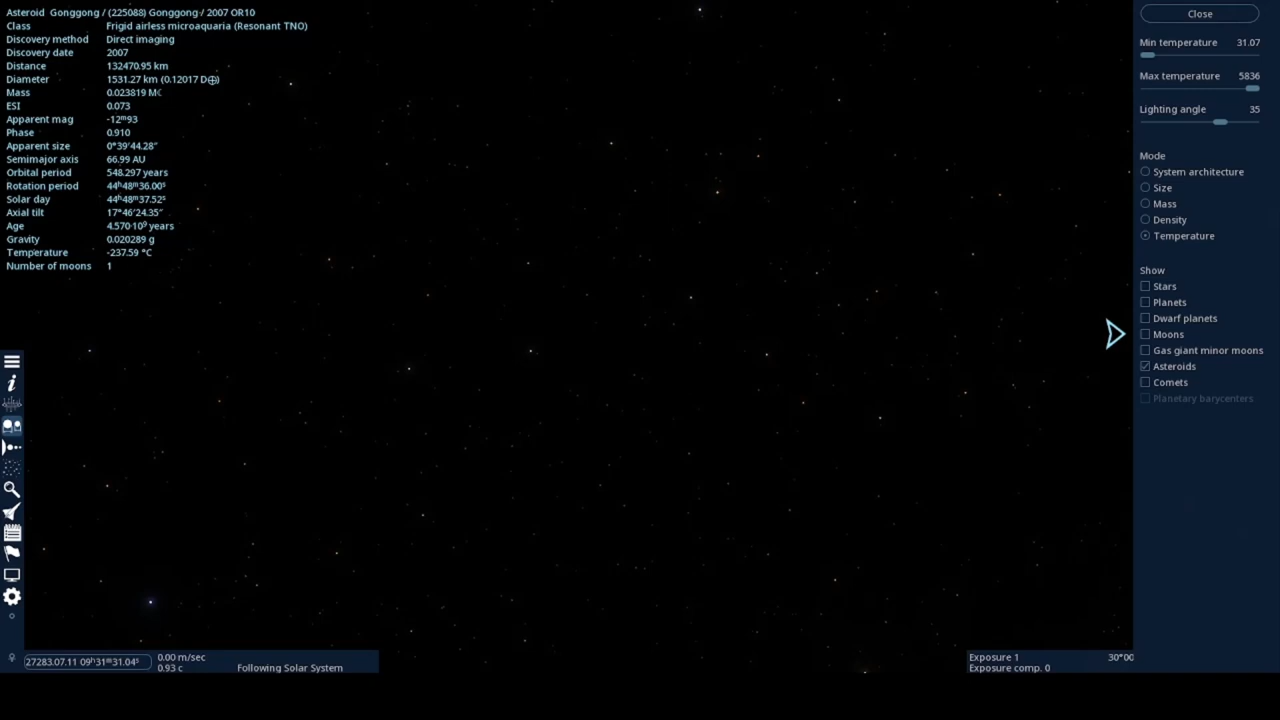 Asteroid Gonggong / (225088) Gonggong / 2007 OR10
Class Frigid airless microaquaria (Resonant TNO)
Discovery method Direct imaging
Discovery date 2007
Distance 132470.95 km
Diameter 1531.27 km (0.12017 D⊕)
Mass 0.023819 M☾
ESI 0.073
Apparent mag -12ᵐ93
Phase 0.910
Apparent size 0°39′44.28″
Semimajor axis 66.99 AU
Orbital period 548.297 years
Rotation period 44ʰ48ᵐ36.00ˢ
Solar day 44ʰ48ᵐ37.52ˢ
Axial tilt 17°46′24.35″
Age 4.570·10⁹ years
Gravity 0.020289 g
Temperature -237.59 °C
Number of moons 1
Close
Min temperature 31.07
Max temperature 5836
Lighting angle 35
Mode
System architecture
Size
Mass
Density
Temperature
Show
Stars
Planets
Dwarf planets
Moons
Gas giant minor moons
Asteroids
Comets
Planetary barycenters
27283.07.11 09ʰ31ᵐ31.04ˢ
0.00 m/sec
0.93 c
Following Solar System
Exposure 1
Exposure comp. 0
30°00